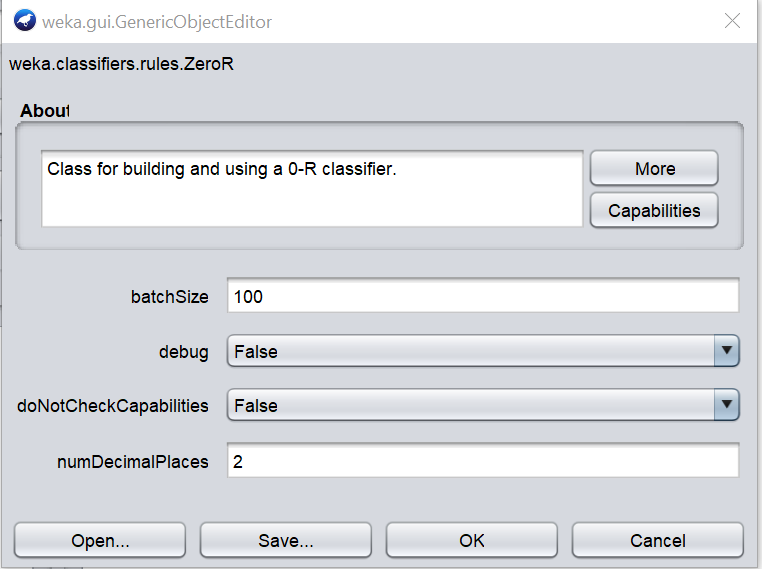 weka.gui.GenericObjectEditor
weka.classifiers.rules.ZeroR
About
Class for building and using a 0-R classifier.
More
Capabilities
batchSize 100
debug False
doNotCheckCapabilities False
numDecimalPlaces 2
Open... Save... OK Cancel